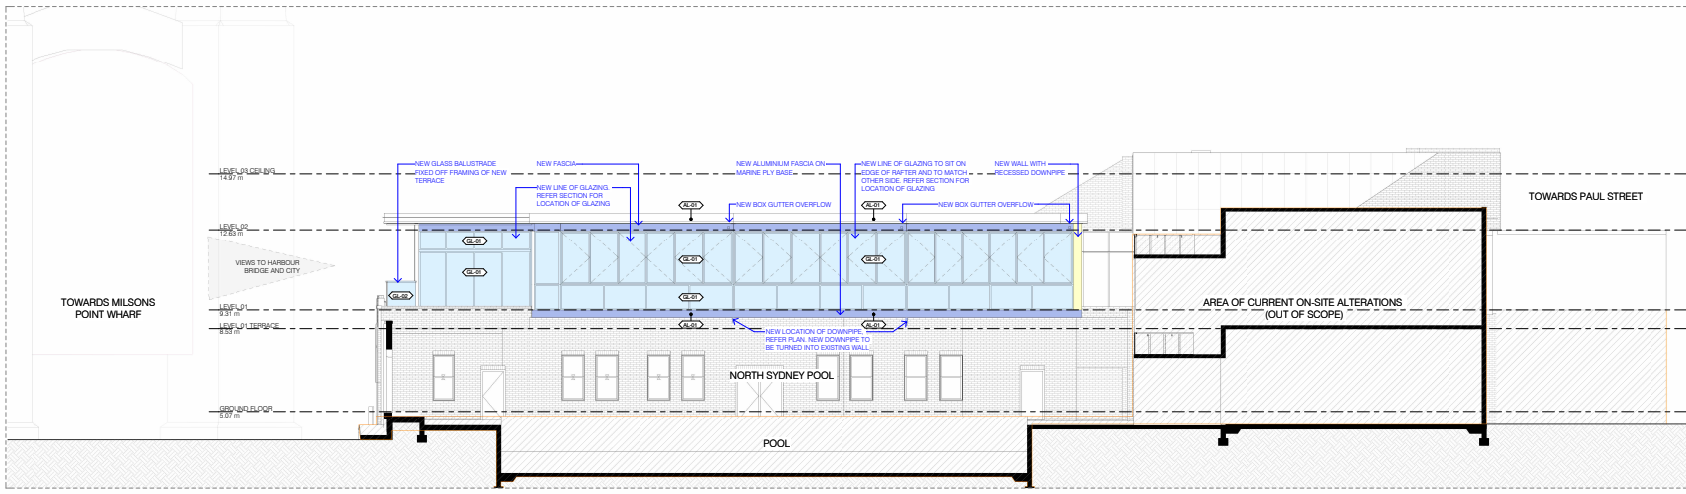 NEW GLASS BALUSTRADE
FIXED OFF FRAMING OF NEW
TERRACE
NEW FASCIA
NEW LINE OF GLAZING.
REFER SECTION FOR
LOCATION OF GLAZING
NEW ALUMINIUM FASCIA ON
MARINE PLY BASE
NEW LINE OF GLAZING TO SIT ON
EDGE OF RAFTER AND TO MATCH
OTHER SIDE. REFER SECTION FOR
LOCATION OF GLAZING
NEW WALL WITH
RECESSED DOWNPIPE
LEVEL 03 CEILING
14.97 m
TOWARDS PAUL STREET
AL-01
NEW BOX GUTTER OVERFLOW
AL-01
NEW BOX GUTTER OVERFLOW
LEVEL 02
12.63 m
GL-01
GL-01
GL-01
GL-01
VIEWS TO HARBOUR
BRIDGE AND CITY
GL-02
GL-01
TOWARDS MILSONS
POINT WHARF
LEVEL 01
9.31 m
AREA OF CURRENT ON-SITE ALTERATIONS
(OUT OF SCOPE)
LEVEL 01 TERRACE
8.53 m
AL-01
AL-01
NEW LOCATION OF DOWNPIPE,
REFER PLAN. NEW DOWNPIPE TO
BE TURNED INTO EXISTING WALL
NORTH SYDNEY POOL
GROUND FLOOR
5.07 m
POOL